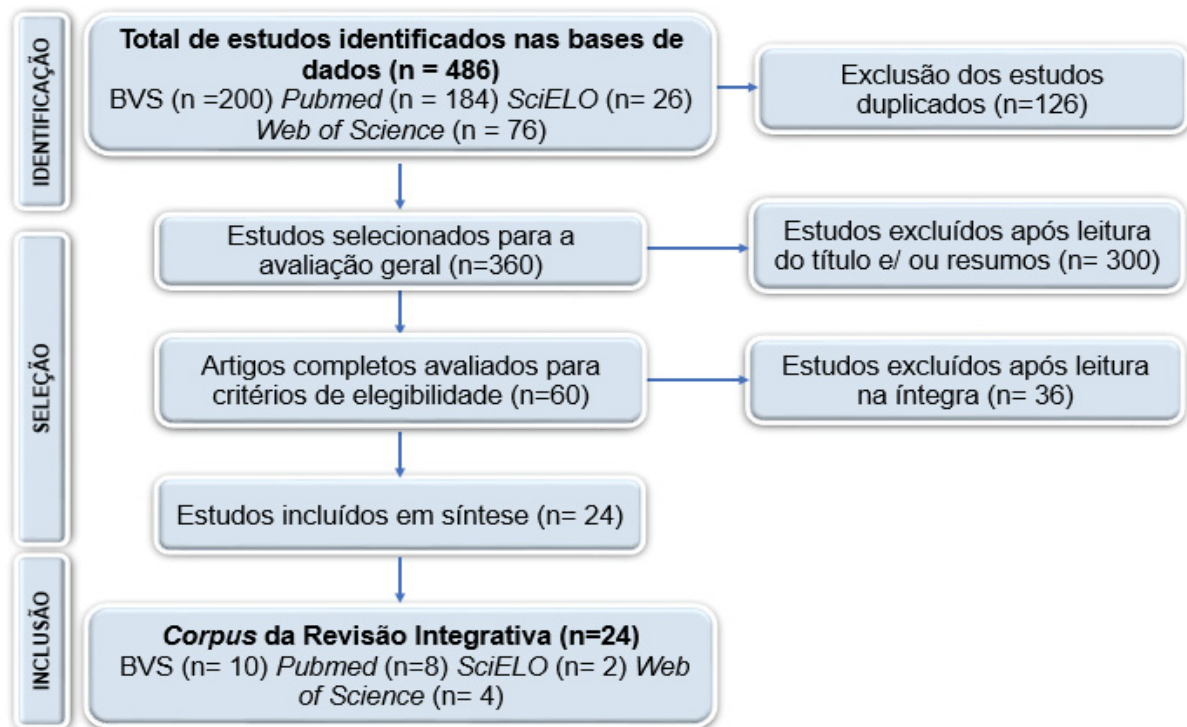 IDENTIFICAÇÃO
Total de estudos identificados nas bases de
dados (n = 486)
BVS (n =200) Pubmed (n = 184) SciELO (n= 26)
Web of Science (n = 76)
Exclusão dos estudos
duplicados (n=126)
SELEÇÃO
Estudos selecionados para a
avaliação geral (n=360)
Estudos excluídos após leitura
do título e/ ou resumos (n= 300)
Artigos completos avaliados para
critérios de elegibilidade (n=60)
Estudos excluídos após leitura
na íntegra (n= 36)
Estudos incluídos em síntese (n= 24)
INCLUSÃO
Corpus da Revisão Integrativa (n=24)
BVS (n= 10) Pubmed (n=8) SciELO (n= 2) Web
of Science (n= 4)